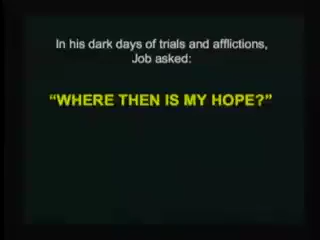 In his dark days of trials and afflictions,
Job asked:
“WHERE THEN IS MY HOPE?”